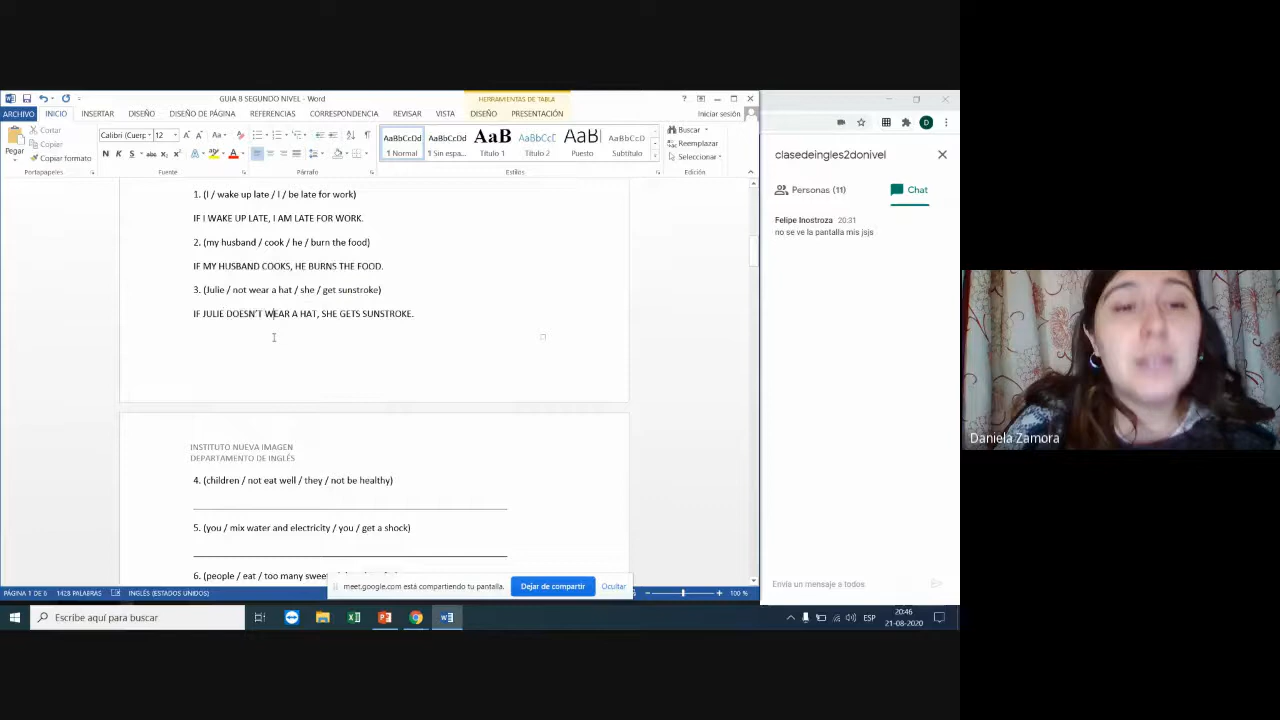 GUIA 8 SEGUNDO NIVEL - Word
HERRAMIENTAS DE TABLA
ARCHIVO INICIO INSERTAR DISEÑO DISEÑO DE PÁGINA REFERENCIAS CORRESPONDENCIA REVISAR VISTA DISEÑO PRESENTACIÓN Iniciar sesión
Pegar
Cortar
Copiar
Copiar formato
Calibri (Cuerpo 12
AaBbCcDd AaBbCcDd AaB AaBbCcC AaBbC AaBbCcD
1 Normal 1 Sin espa... Título 1 Título 2 Puesto Subtítulo
Buscar
Reemplazar
Seleccionar
Portapapeles Fuente Párrafo Estilos Edición
1. (I / wake up late / I / be late for work)
IF I WAKE UP LATE, I AM LATE FOR WORK.
2. (my husband / cook / he / burn the food)
IF MY HUSBAND COOKS, HE BURNS THE FOOD.
3. (Julie / not wear a hat / she / get sunstroke)
IF JULIE DOESN'T WEAR A HAT, SHE GETS SUNSTROKE.
INSTITUTO NUEVA IMAGEN
DEPARTAMENTO DE INGLÉS
4. (children / not eat well / they / not be healthy)
5. (you / mix water and electricity / you / get a shock)
6. (people / eat / too many sweet
meet.google.com está compartiendo tu pantalla. Dejar de compartir Ocultar
PÁGINA 1 DE 6 1428 PALABRAS INGLÉS (ESTADOS UNIDOS) 100 %
Escribe aquí para buscar
ESP
20:46
21-08-2020
clasedeingles2donivel
Personas (11) Chat
Felipe Inostroza 20:31
no se ve la pantalla mis jsjs
Envía un mensaje a todos
Daniela Zamora